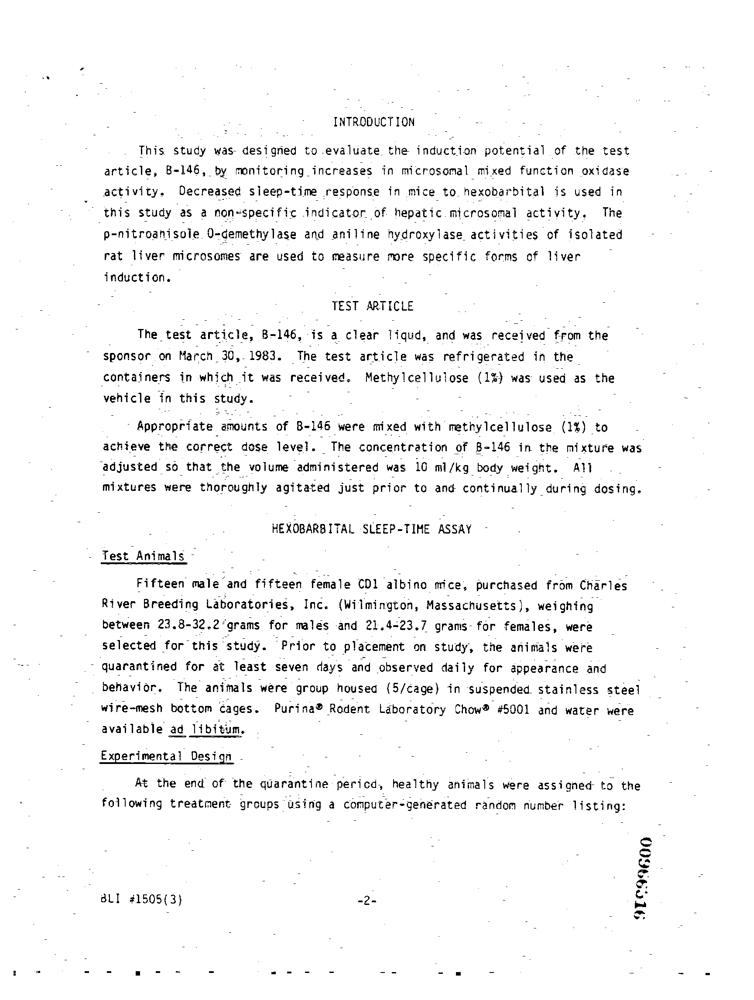 INTRODUCTION
This study was designed to evaluate the induction potential of the test
article, B-146, by monitoring increases in microsomal mixed function oxidase
activity. Decreased sleep-time response in mice to hexobarbital is used in
this study as a non-specific indicator of hepatic microsomal activity. The
p-nitroanisole O-demethylase and aniline hydroxylase activities of isolated
rat liver microsomes are used to measure more specific forms of liver
induction.
TEST ARTICLE
The test article, B-146, is a clear liqud, and was received from the
sponsor on March 30, 1983. The test article was refrigerated in the
containers in which it was received. Methylcellulose (1%) was used as the
vehicle in this study.
Appropriate amounts of B-146 were mixed with methylcellulose (1%) to
achieve the correct dose level. The concentration of B-146 in the mixture was
adjusted so that the volume administered was 10 ml/kg body weight. All
mixtures were thoroughly agitated just prior to and continually during dosing.
HEXOBARBITAL SLEEP-TIME ASSAY
Test Animals
Fifteen male and fifteen female CD1 albino mice, purchased from Charles
River Breeding Laboratories, Inc. (Wilmington, Massachusetts), weighing
between 23.8-32.2 grams for males and 21.4-23.7 grams for females, were
selected for this study. Prior to placement on study, the animals were
quarantined for at least seven days and observed daily for appearance and
behavior. The animals were group housed (5/cage) in suspended stainless steel
wire-mesh bottom cages. Purina® Rodent Laboratory Chow® #5001 and water were
available ad libitum.
Experimental Design
At the end of the quarantine period, healthy animals were assigned to the
following treatment groups using a computer-generated random number listing:
BLI #1505(3)
-2-